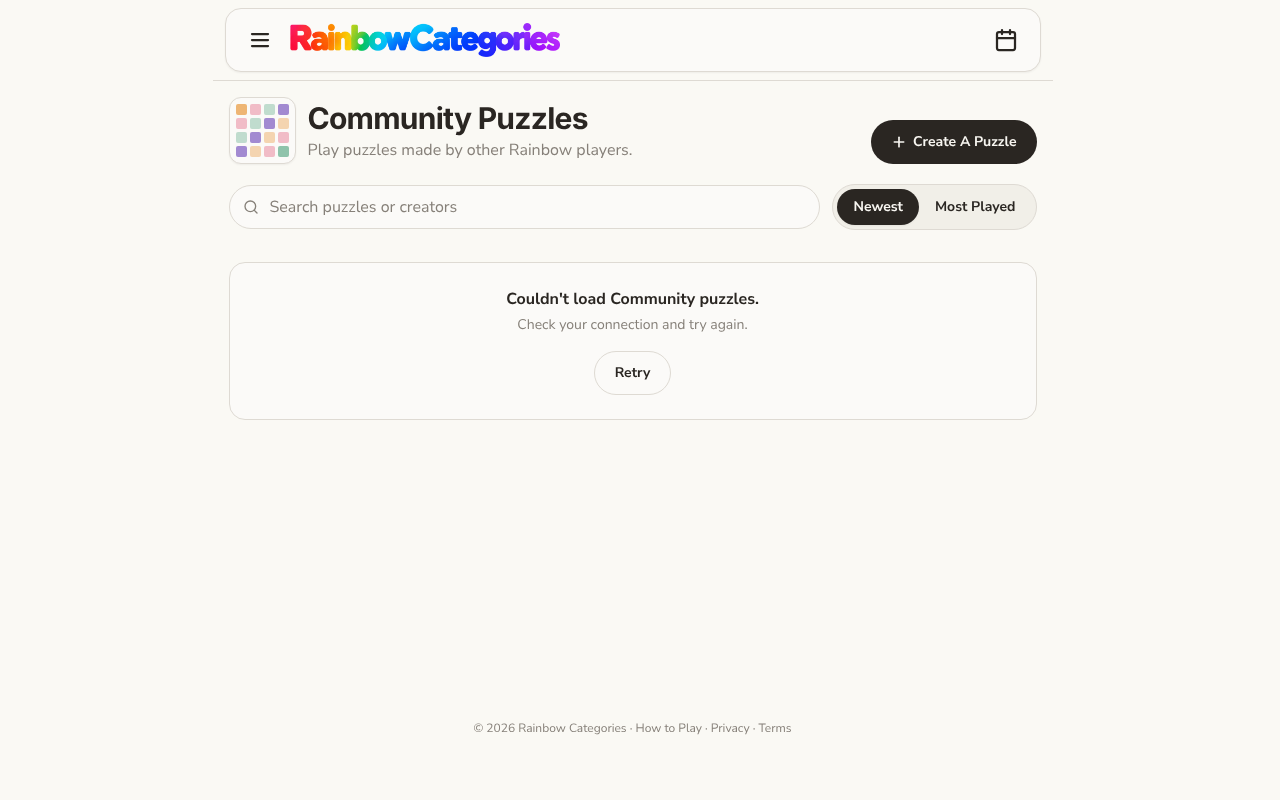 RainbowCategories
Community Puzzles
Play puzzles made by other Rainbow players.
Create A Puzzle
Search puzzles or creators
Newest
Most Played
Couldn't load Community puzzles.
Check your connection and try again.
Retry
© 2026 Rainbow Categories · How to Play · Privacy · Terms